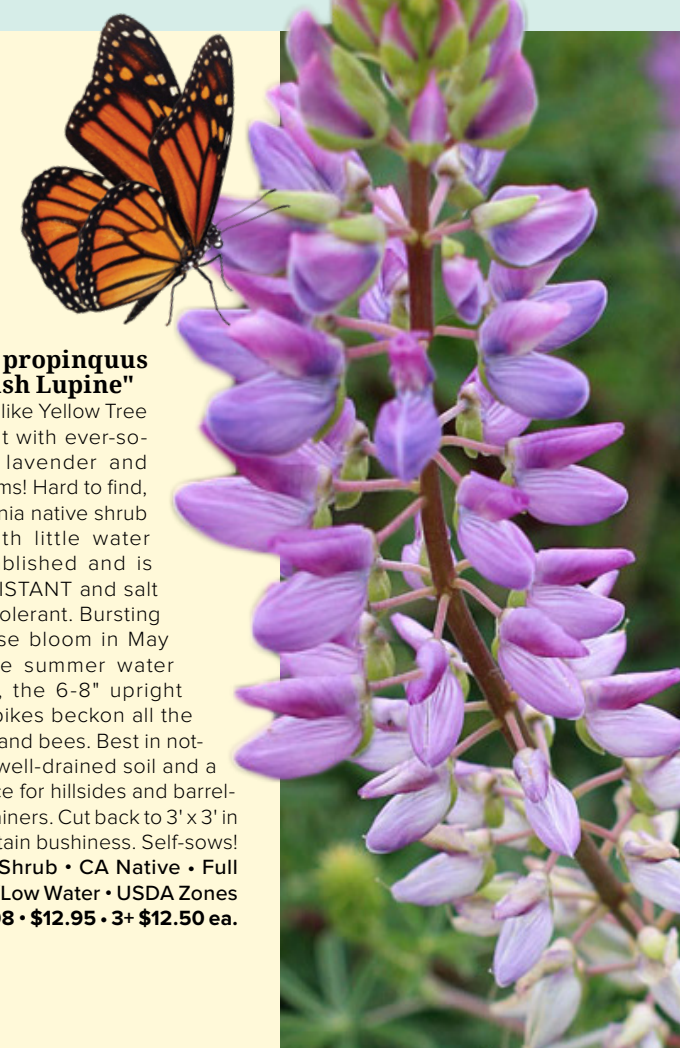 propinquus
sh Lupine"
like Yellow Tree
t with ever-so-
lavender and
ms! Hard to find,
nia native shrub
th little water
blished and is
ISTANT and salt
olerant. Bursting
se bloom in May
e summer water
, the 6-8" upright
pikes beckon all the
and bees. Best in not-
well-drained soil and a
ce for hillsides and barrel-
ainers. Cut back to 3' x 3' in
tain bushiness. Self-sows!
Shrub • CA Native • Full
Low Water • USDA Zones
98 • $12.95 • 3+ $12.50 ea.